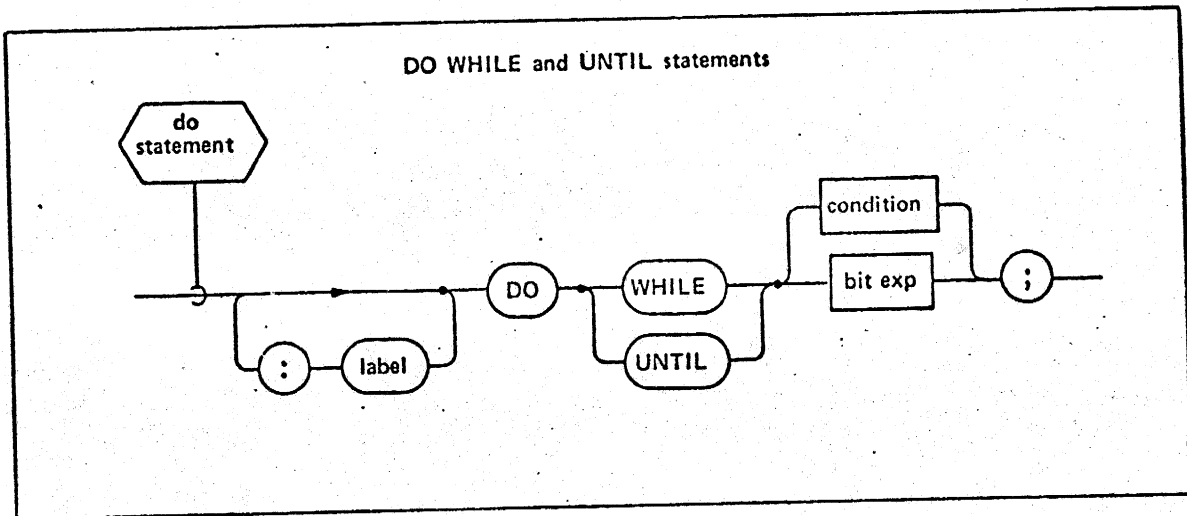 DO WHILE and UNTIL statements
do
statement
condition
DO
WHILE
bit exp
;
:
label
UNTIL